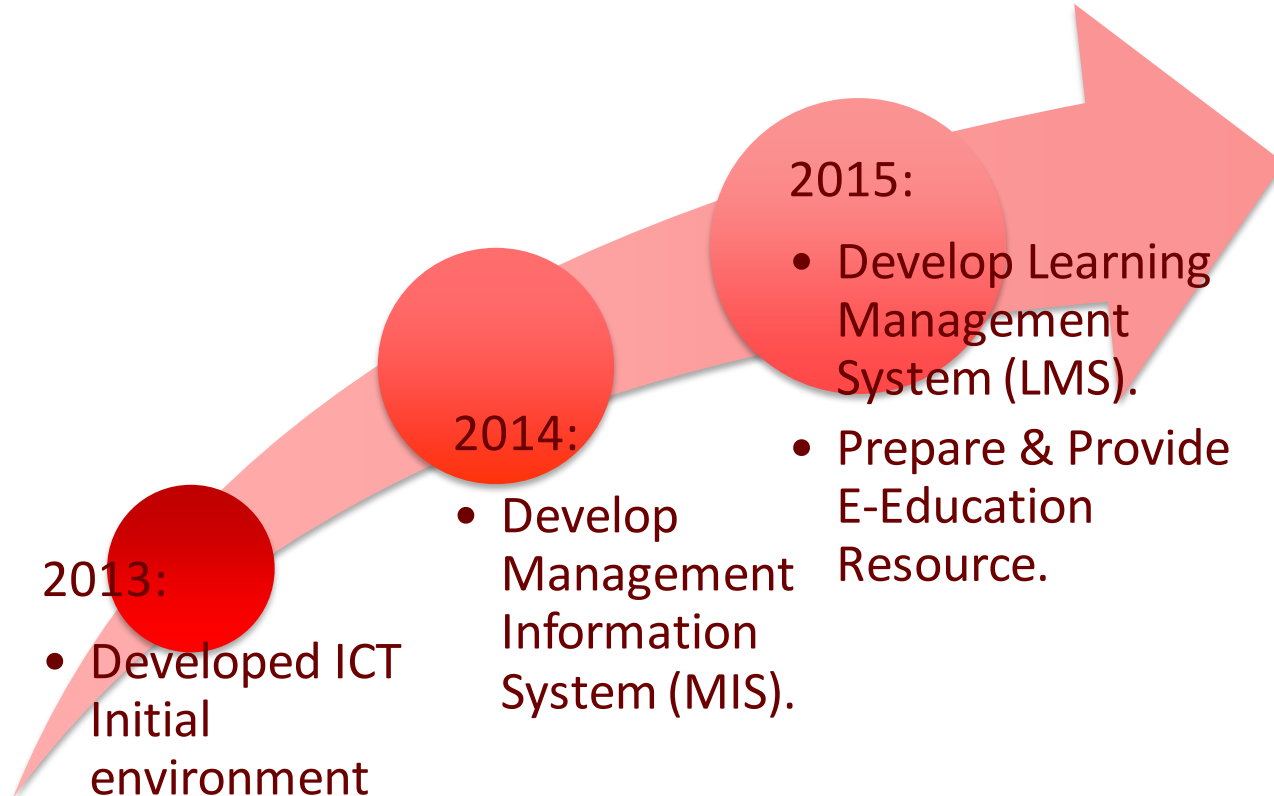 2013:
• Developed ICT
Initial
environment
2014:
• Develop
Management
Information
System (MIS).
2015:
• Develop Learning
Management
System (LMS).
• Prepare & Provide
E-Education
Resource.